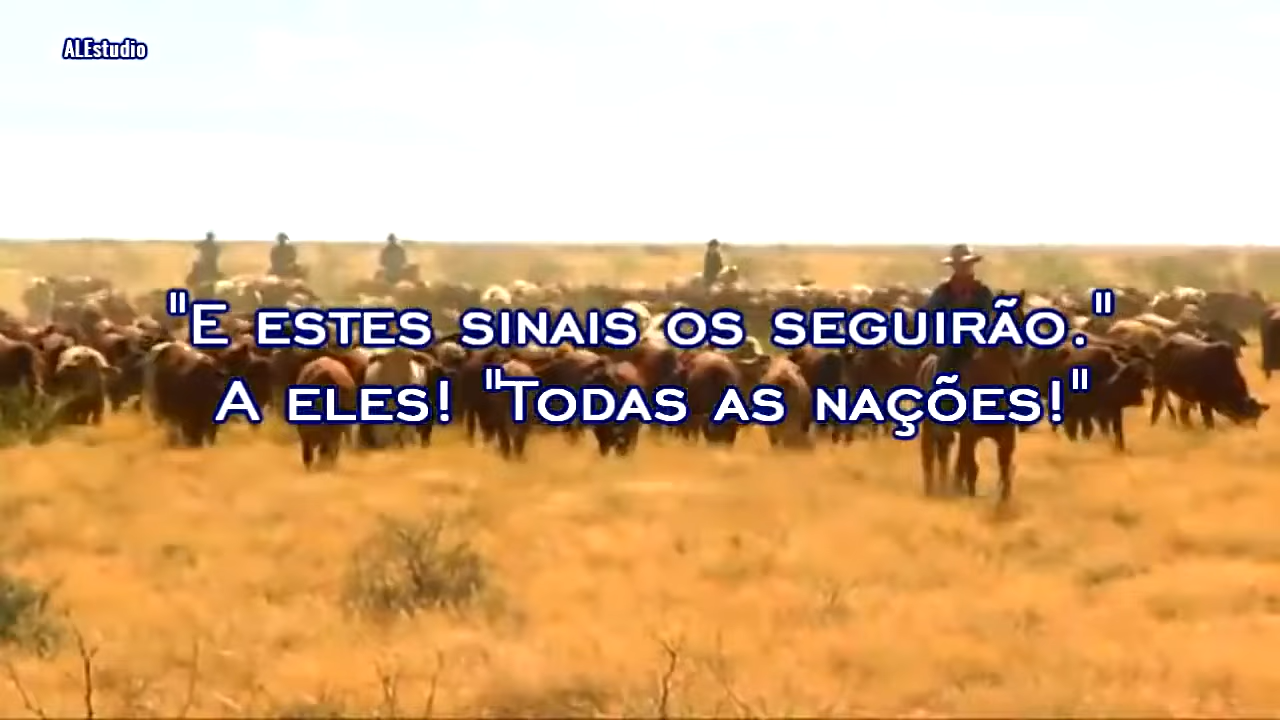 ALEstudio
"E ESTES SINAIS OS SEGUIRÃO."
A ELES! "TODAS AS NAÇÕES!"